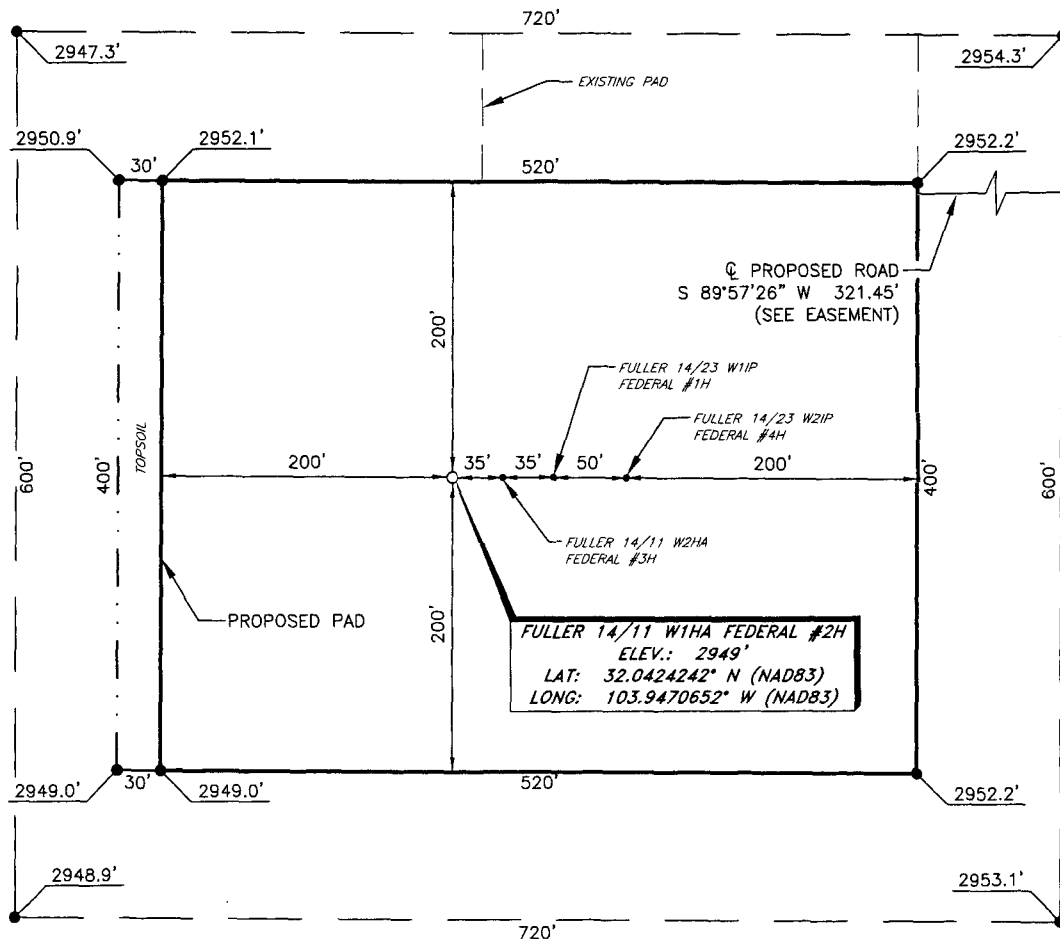 720'
2947.3'
2954.3'
EXISTING PAD
2950.9'
2952.1'
2952.2'
30'
520'
℄ PROPOSED ROAD
S 89°57'26" W 321.45'
(SEE EASEMENT)
200'
FULLER 14/23 W1IP
FEDERAL #1H
FULLER 14/23 W2IP
FEDERAL #4H
TOPSOIL
600'
400'
200'
35'
35'
50'
200'
400'
600'
FULLER 14/11 W2HA
FEDERAL #3H
PROPOSED PAD
200'
FULLER 14/11 W1HA FEDERAL #2H
ELEV.: 2949'
LAT: 32.0424242° N (NAD83)
LONG: 103.9470652° W (NAD83)
30'
520'
2949.0'
2949.0'
2952.2'
2948.9'
2953.1'
720'